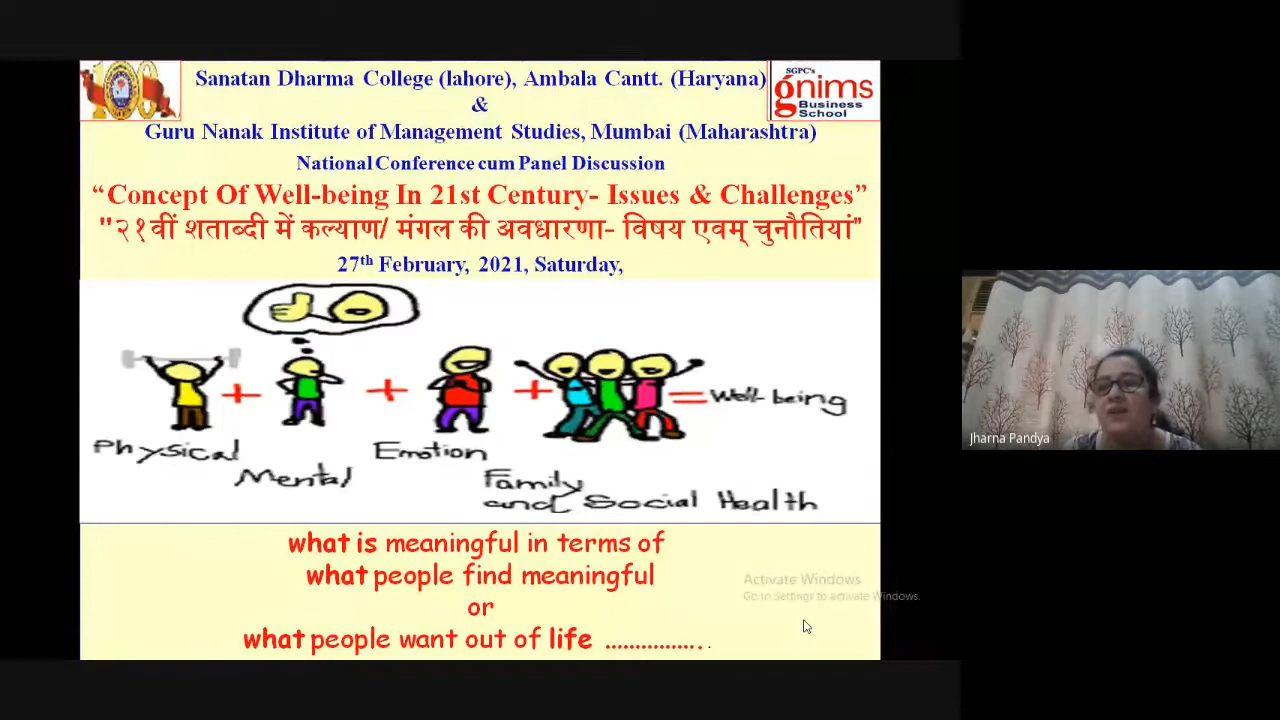 Sanatan Dharma College (lahore), Ambala Cantt. (Haryana)
&
Guru Nanak Institute of Management Studies, Mumbai (Maharashtra)
National Conference cum Panel Discussion
“Concept Of Well-being In 21st Century- Issues & Challenges”
"२१वीं शताब्दी में कल्याण/ मंगल की अवधारणा- विषय एवम् चुनौतियां"
27th February, 2021, Saturday,
100
SGPC's
gnims
Business
School
Physical
Mental
Emotion
Family
and Social Health
Well-being
what is meaningful in terms of
what people find meaningful
or
what people want out of life ................
Activate Windows
Go to Settings to activate Windows.
Jharna Pandya